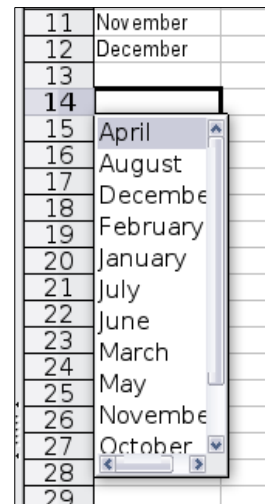 11 November
12 December
13
14
15 April
16 August
17 Decembe
18 February
19 January
20 July
21 June
22 March
23 May
24 Novembe
25 October
26
27
28
29